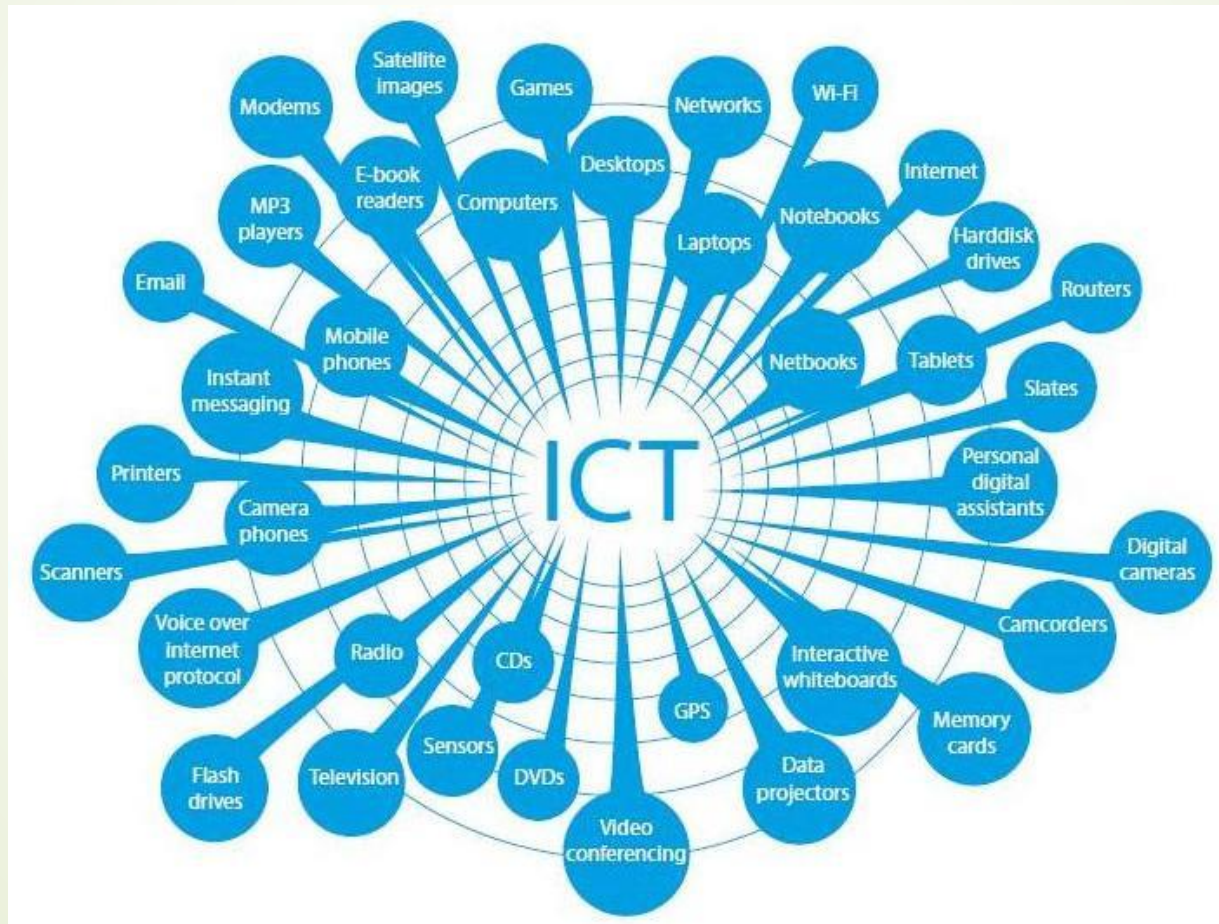 Satellite
images
Games
Networks
Wi-Fi
Modems
Desktops
Internet
E-book
readers
Computers
Notebooks
MP3
players
Laptops
Harddisk
drives
Email
Routers
Mobile
phones
Netbooks
Tablets
Instant
messaging
Slates
ICT
Printers
Personal
digital
assistants
Camera
phones
Scanners
Digital
cameras
Voice over
internet
protocol
Radio
CDs
Interactive
whiteboards
Camcorders
GPS
Memory
cards
Flash
drives
Television
Sensors
DVDs
Data
projectors
Video
conferencing